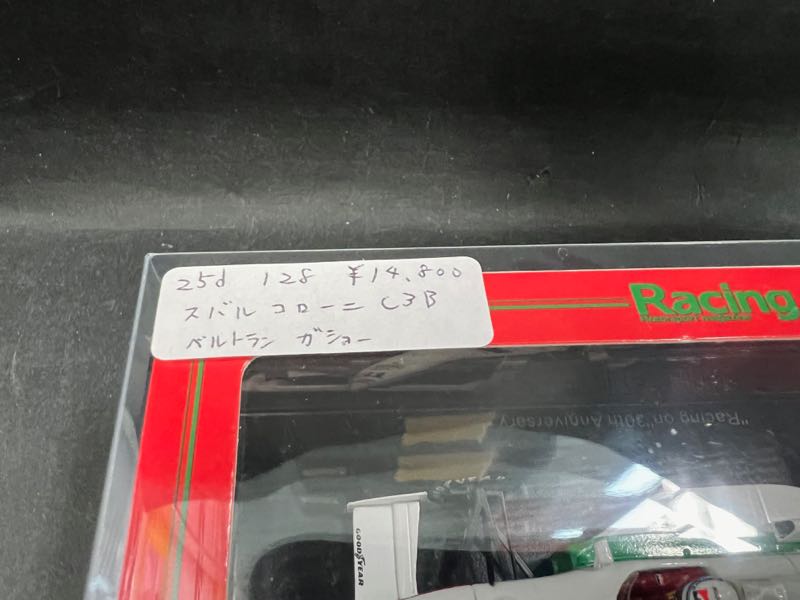 25d 128 ¥14,800
スバル コローニ C3B
ベルトラン ガショー
Racing
"Racing on" 30th Anniversary
GOODYEAR